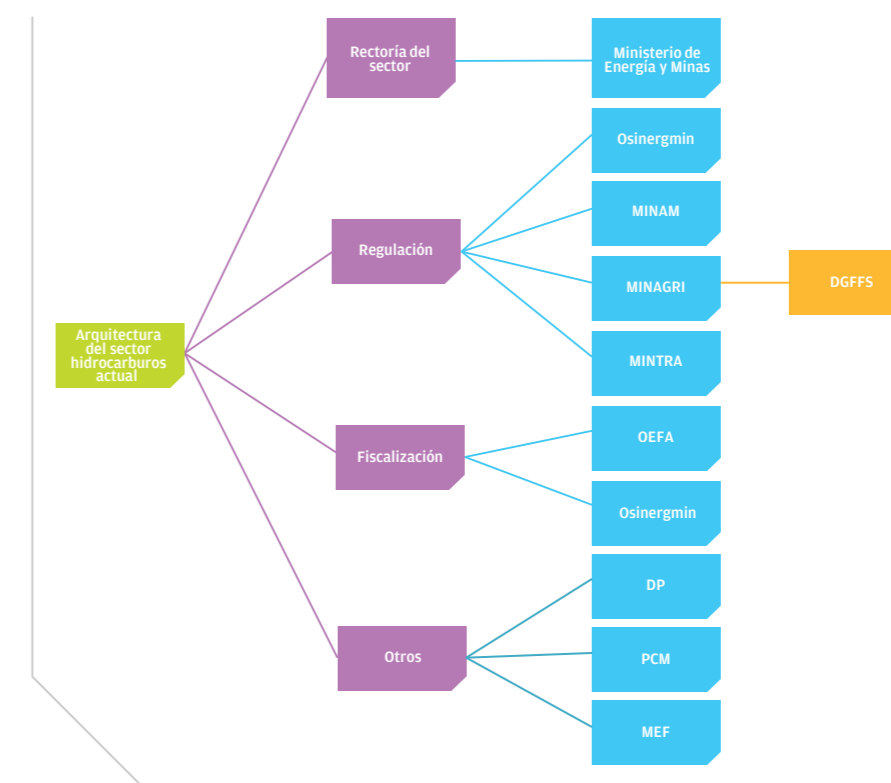 Arquitectura
del sector
hidrocarburos
actual
Rectoría del
sector
Ministerio de
Energía y Minas
Regulación
Osinergmin
MINAM
MINAGRI
DGFFS
MINTRA
Fiscalización
OEFA
Osinergmin
Otros
DP
PCM
MEF